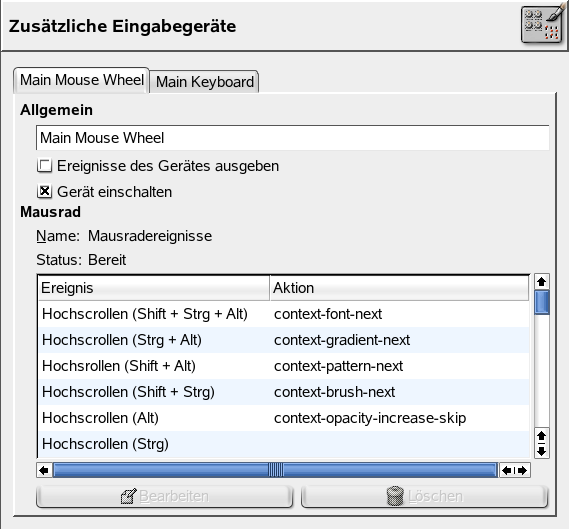 Zusätzliche Eingabegeräte
Main Mouse Wheel Main Keyboard
Allgemein
Main Mouse Wheel
Ereignisse des Gerätes ausgeben
Gerät einschalten
Mausrad
Name: Mausradereignisse
Status: Bereit
Ereignis Aktion
Hochscrollen (Shift + Strg + Alt) context-font-next
Hochscrollen (Strg + Alt) context-gradient-next
Hochsrollen (Shift + Alt) context-pattern-next
Hochscrollen (Shift + Strg) context-brush-next
Hochscrollen (Alt) context-opacity-increase-skip
Hochscrollen (Strg)
Bearbeiten Löschen